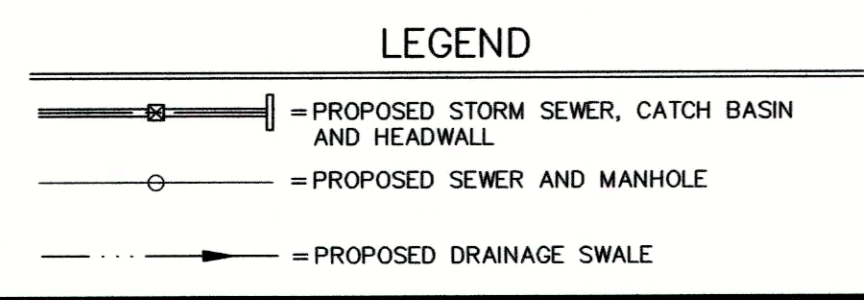 LEGEND
= PROPOSED STORM SEWER, CATCH BASIN
AND HEADWALL
= PROPOSED SEWER AND MANHOLE
= PROPOSED DRAINAGE SWALE